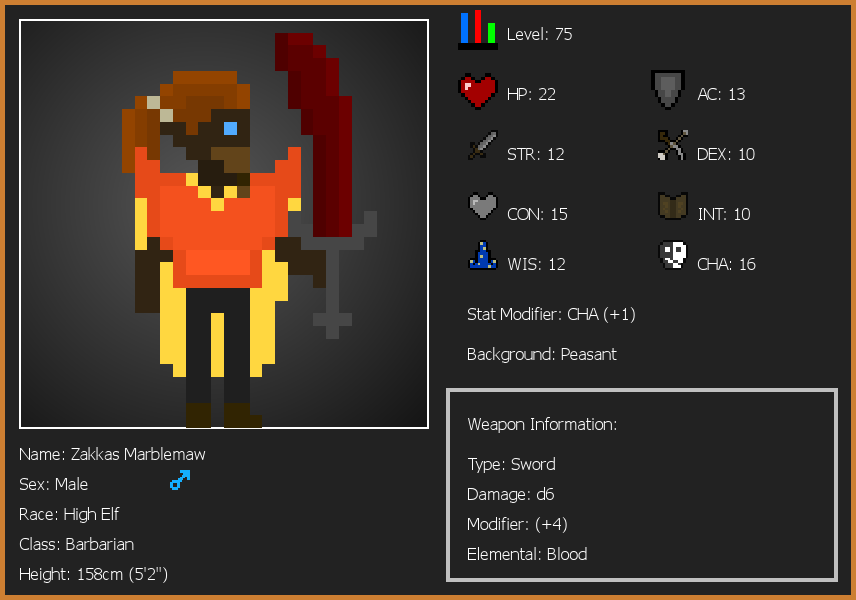 Level: 75
HP: 22
AC: 13
STR: 12
DEX: 10
CON: 15
INT: 10
WIS: 12
CHA: 16
Stat Modifier: CHA (+1)
Background: Peasant
Weapon Information:
Type: Sword
Damage: d6
Modifier: (+4)
Elemental: Blood
Name: Zakkas Marblemaw
Sex: Male
Race: High Elf
Class: Barbarian
Height: 158cm (5'2")